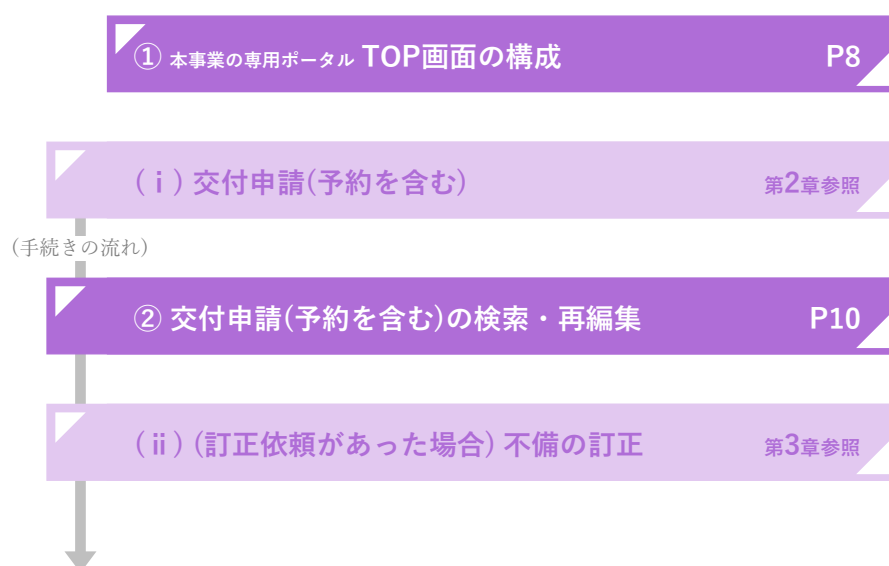 ① 本事業の専用ポータル TOP画面の構成 P8
(ⅰ) 交付申請(予約を含む) 第2章参照
(手続きの流れ)
② 交付申請(予約を含む)の検索・再編集 P10
(ⅱ) (訂正依頼があった場合) 不備の訂正 第3章参照